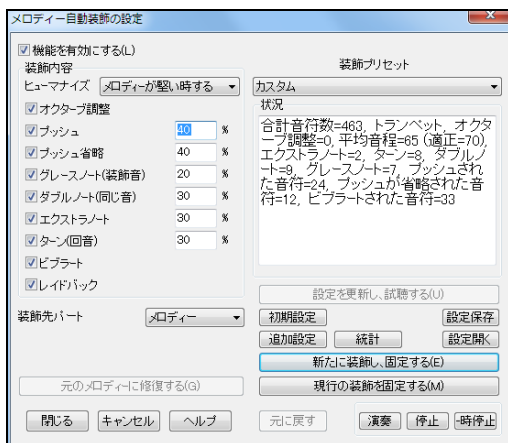 メロディー自動装飾の設定
機能を有効にする(L)
装飾内容
ヒューマナイズ メロディーが堅い時する
オクターブ調整
プッシュ 40 %
プッシュ省略 40 %
グレースノート(装飾音) 20 %
ダブルノート(同じ音) 30 %
エクストラノート 30 %
ターン(回音) 30 %
ビブラート
レイドバック
装飾先パート メロディー
元のメロディーに修復する(G)
閉じる キャンセル ヘルプ
装飾プリセット
カスタム
状況
合計音符数=463, トランペット, オクタ
ーブ調整=0, 平均音程=65 (適正=70),
エクストラノート=2, ターン=8, ダブルノ
ート=9, グレースノート=7, プッシュされ
た音符=24, プッシュが省略された音
符=12, ビブラートされた音符=33
設定を更新し、試聴する(U)
初期設定 設定保存
追加設定 統計 設定開く
新たに装飾し、固定する(E)
現行の装飾を固定する(M)
元に戻す 演奏 停止 一時停止